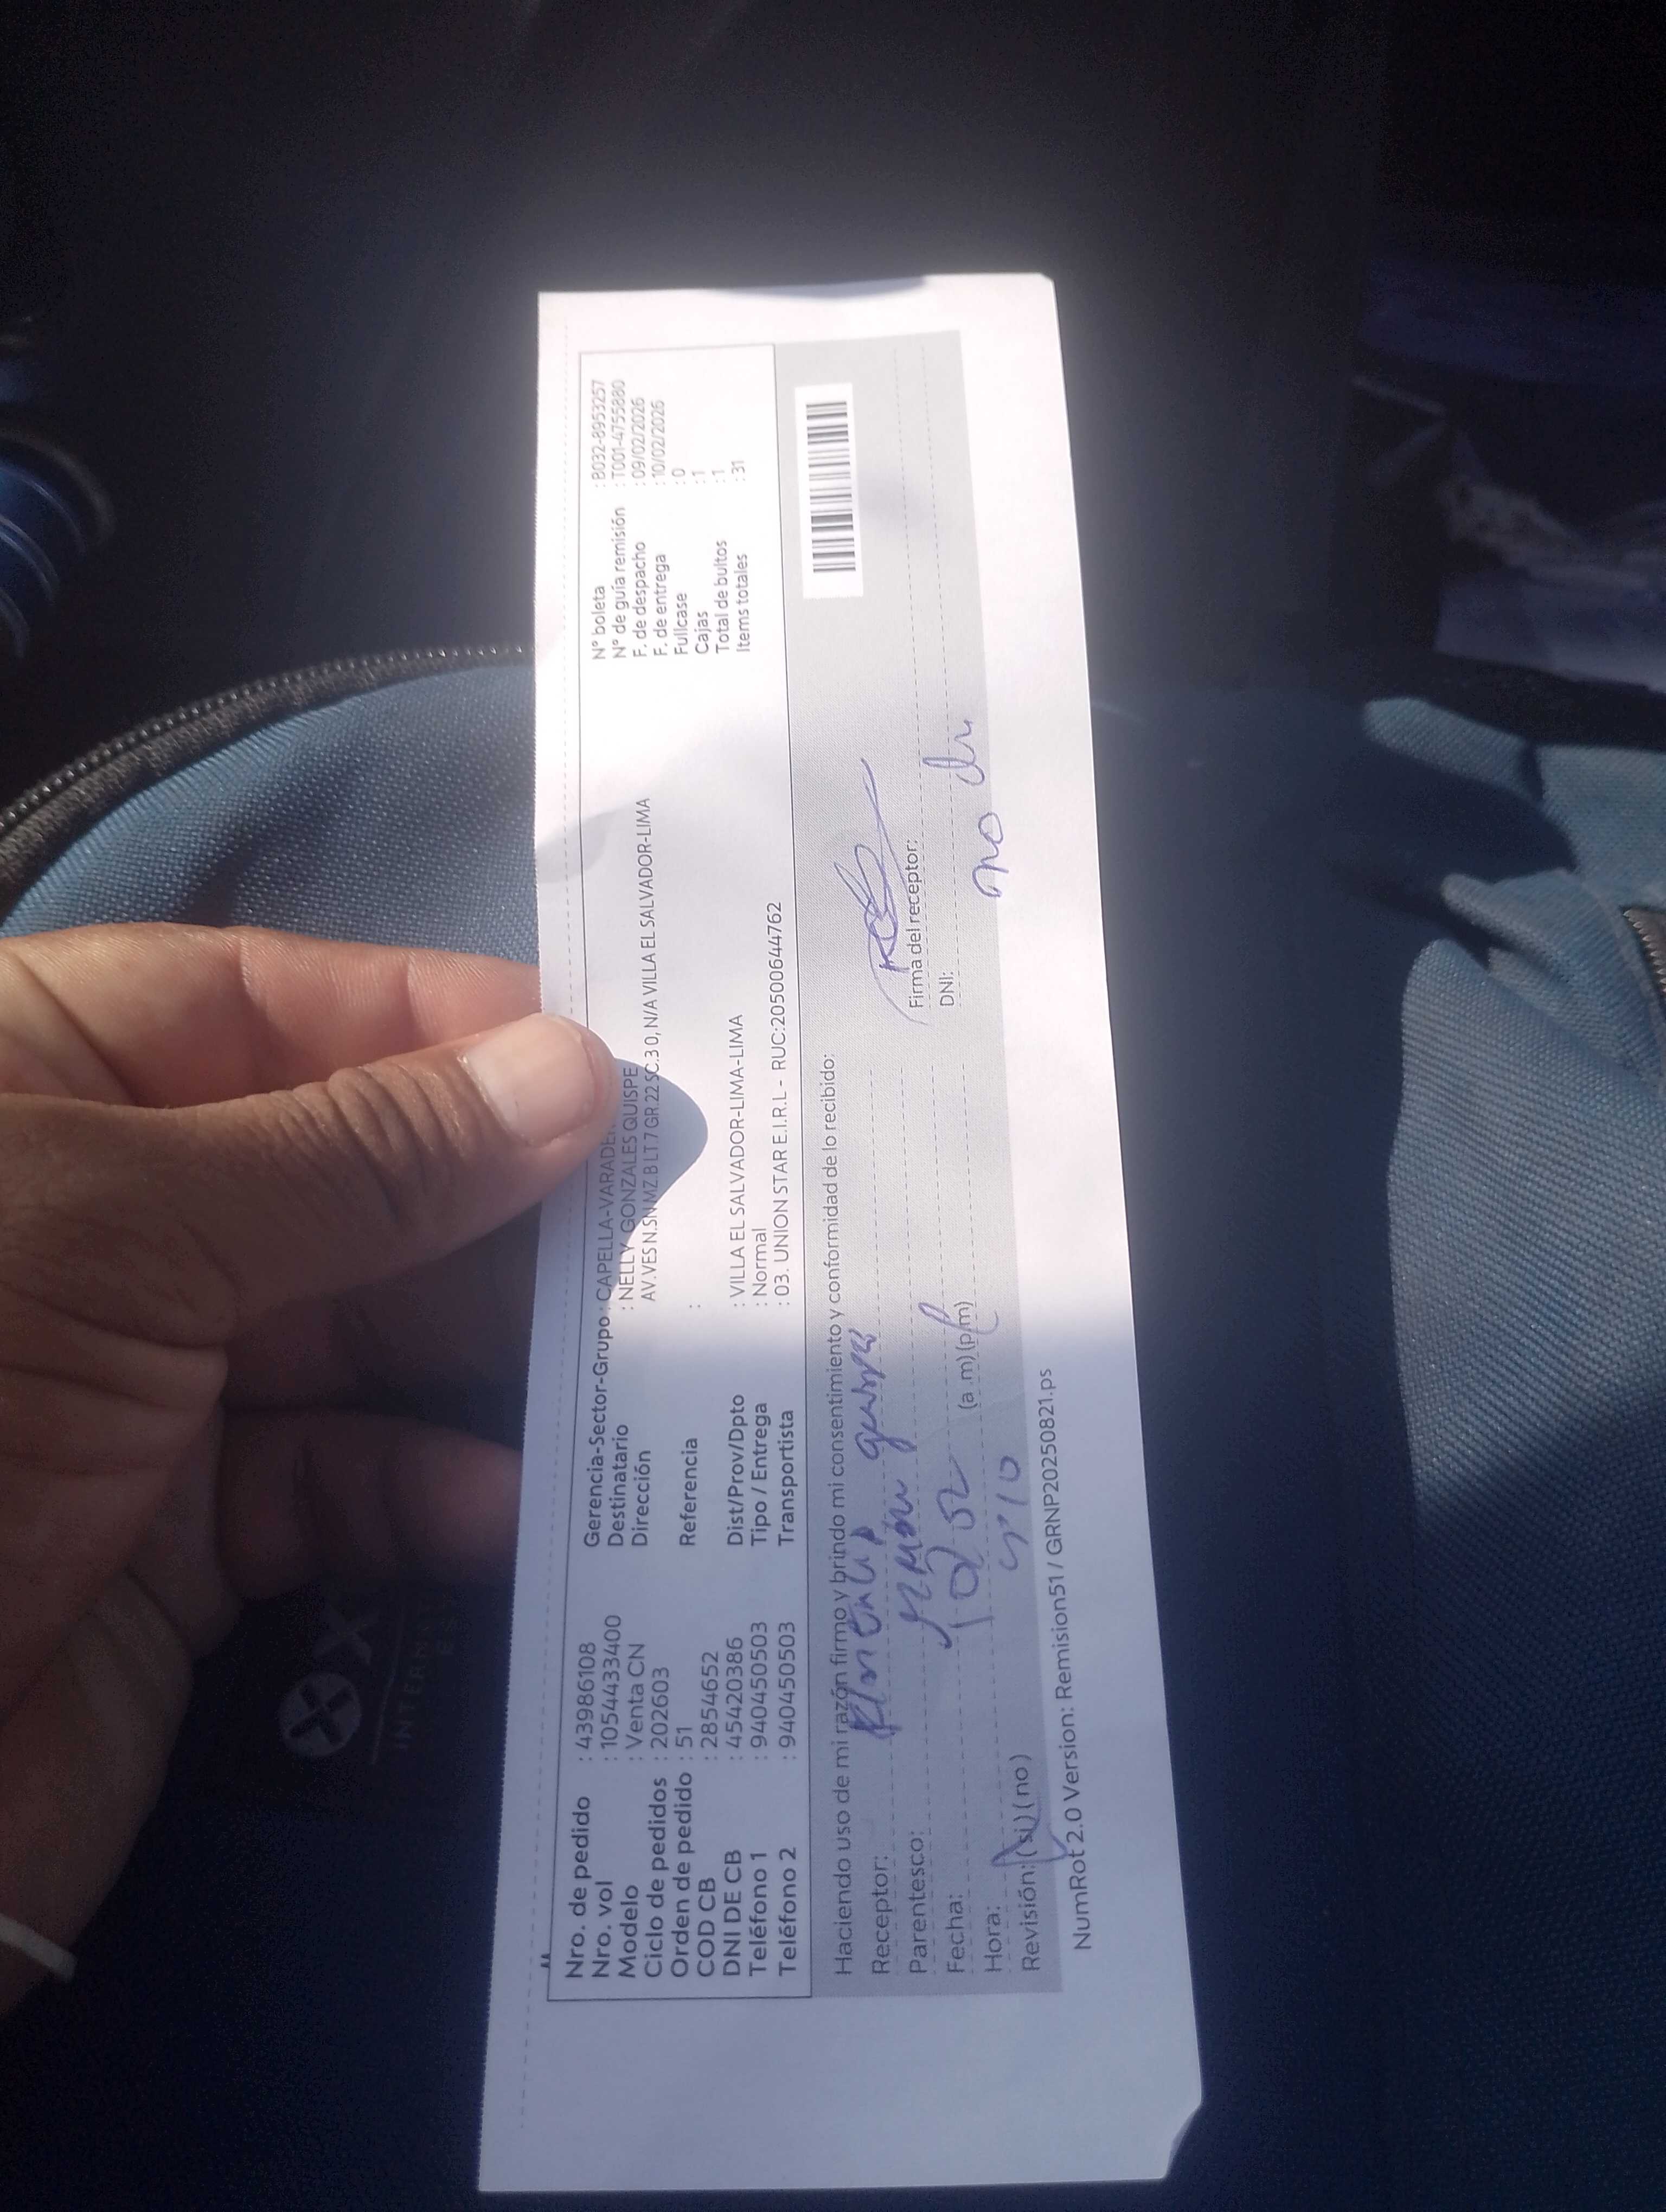 Nro. de pedido : 43986108
Nro. vol : 1054433400
Modelo : Venta CN
Ciclo de pedidos : 202603
Orden de pedido : 51
COD CB : 2854652
DNI DE CB : 45420386
Teléfono 1 : 940450503
Teléfono 2 : 940450503
Gerencia-Sector-Grupo : CAPELLA-VARADE
Destinatario : NELLY GONZALES QUISPE
Dirección AV.VES N.SN MZ.B LT 7 GR.22 SC.3 0, N/A VILLA EL SALVADOR-LIMA
Referencia :
Dist/Prov/Dpto : VILLA EL SALVADOR-LIMA-LIMA
Tipo / Entrega : Normal
Transportista : 03. UNION STAR E.I.R.L - RUC:20500644762
N° boleta : B032-8953257
N° de guía remisión : T001-4755880
F. de despacho : 09/02/2026
F. de entrega : 10/02/2026
Fullcase : 0
Cajas : 1
Total de bultos : 1
Items totales : 31
Haciendo uso de mi razón firmo y brindo mi consentimiento y conformidad de lo recibido:
Receptor:
Parentesco:
Fecha: 10/02
Hora: (a.m) (p.m)
Revisión: (si) (no)
Firma del receptor:
DNI: no
NumRot 2.0 Version: Remision51 / GRNP20250821.ps